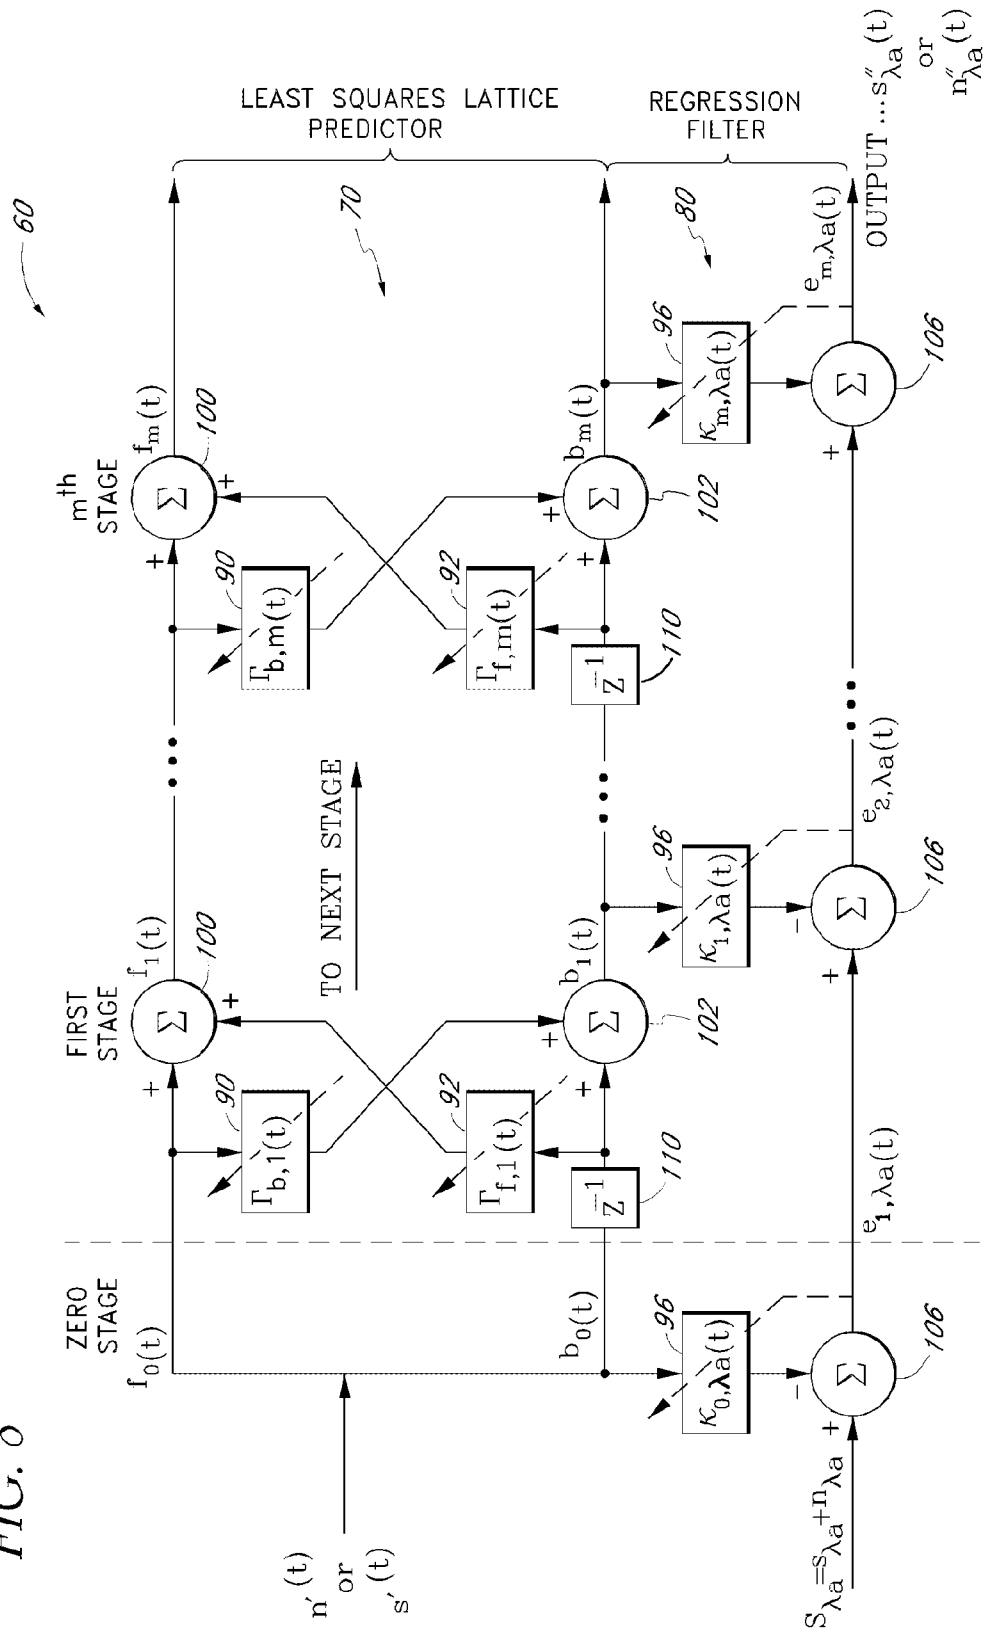 60
LEAST SQUARES LATTICE
PREDICTOR
REGRESSION
FILTER
70
80
ZERO
STAGE
FIRST
STAGE
mth
STAGE
f0(t)
f1(t)
fm(t)
100
100
+
+
+
+
Σ
Σ
90
90
Γb,1(t)
Γb,m(t)
n′(t)
or
s′(t)
TO NEXT STAGE
92
92
Γf,1(t)
Γf,m(t)
b0(t)
b1(t)
bm(t)
z−1
z−1
110
110
+
+
+
+
Σ
Σ
102
102
96
96
96
κ0,λa(t)
κ1,λa(t)
κm,λa(t)
−
−
Sλa=sλa+nλa
+
+
+
Σ
Σ
Σ
106
106
106
e1,λa(t)
e2,λa(t)
em,λa(t)
OUTPUT ... s″λa(t)
or
n″λa(t)